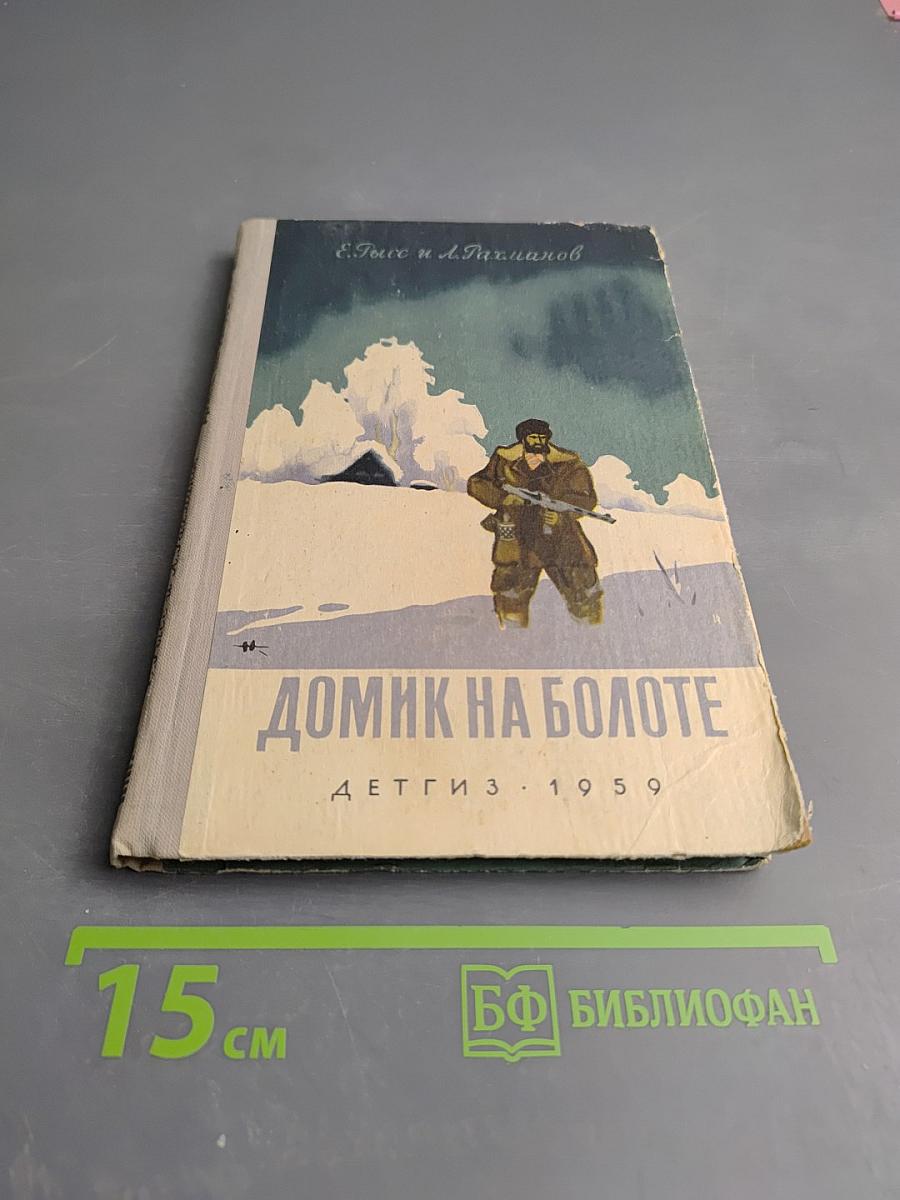 Е. Рысс и Л. Рахманов
ДОМИК НА БОЛОТЕ
ДЕТГИЗ · 1959
15 см
БФ БИБЛИОФАН